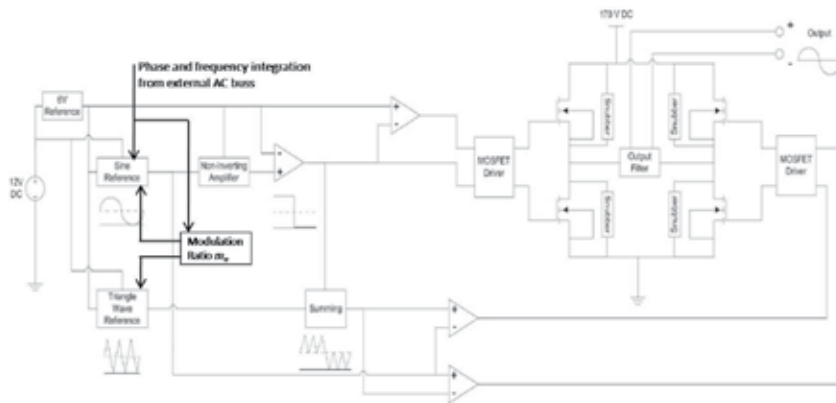 170 V DC
Output
+
-
Phase and frequency integration
from external AC buss
6V
Reference
Snubber
Snubber
+
-
Sine
Reference
Non-Inverting
Amplifier
-
+
MOSFET
Driver
Output
Filter
MOSFET
Driver
12V
DC
Snubber
Snubber
Modulation
Ratio mₐ
Triangle
Wave
Reference
Summing
+
-
+
-